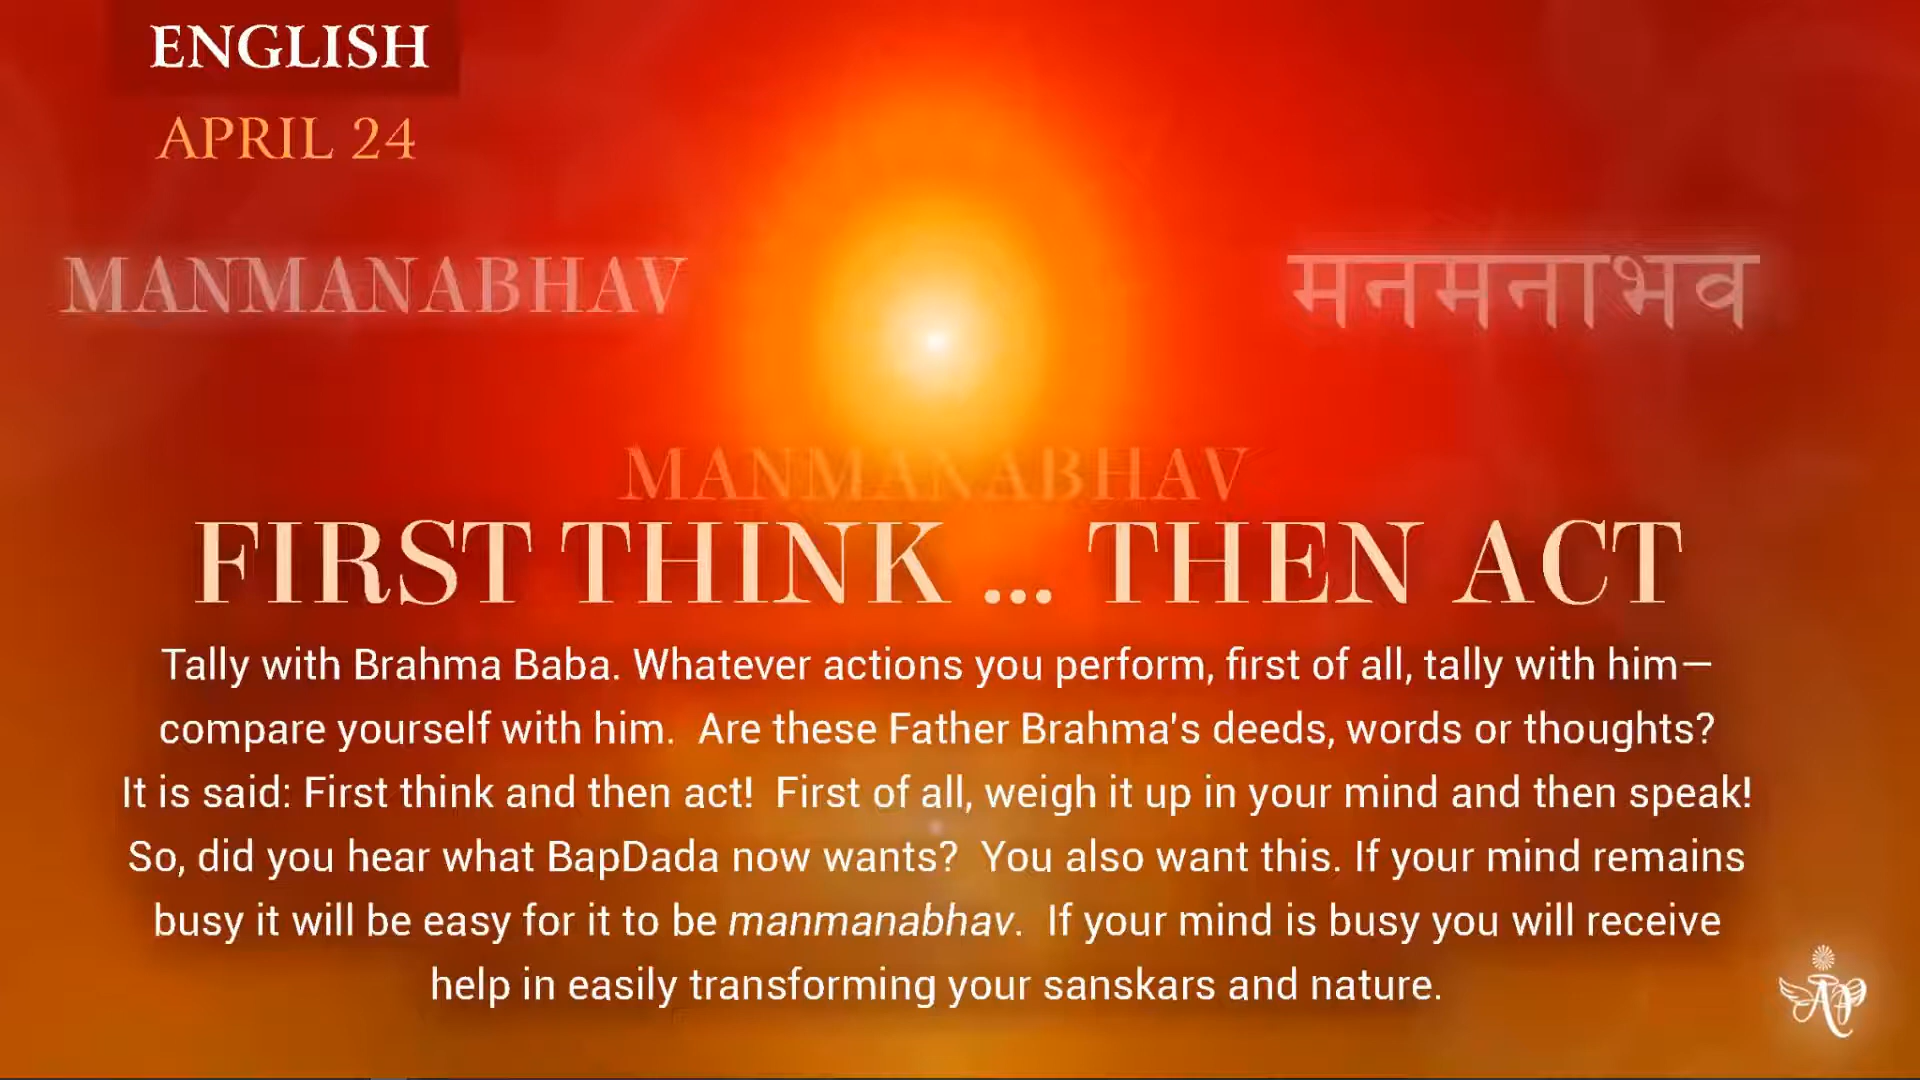 ENGLISH
APRIL 24
MANMANABHAV
मनमनाभव
MANMANABHAV
FIRST THINK ... THEN ACT
Tally with Brahma Baba. Whatever actions you perform, first of all, tally with him—
compare yourself with him.  Are these Father Brahma's deeds, words or thoughts?
It is said: First think and then act!  First of all, weigh it up in your mind and then speak!
So, did you hear what BapDada now wants?  You also want this. If your mind remains
busy it will be easy for it to be manmanabhav.  If your mind is busy you will receive
help in easily transforming your sanskars and nature.